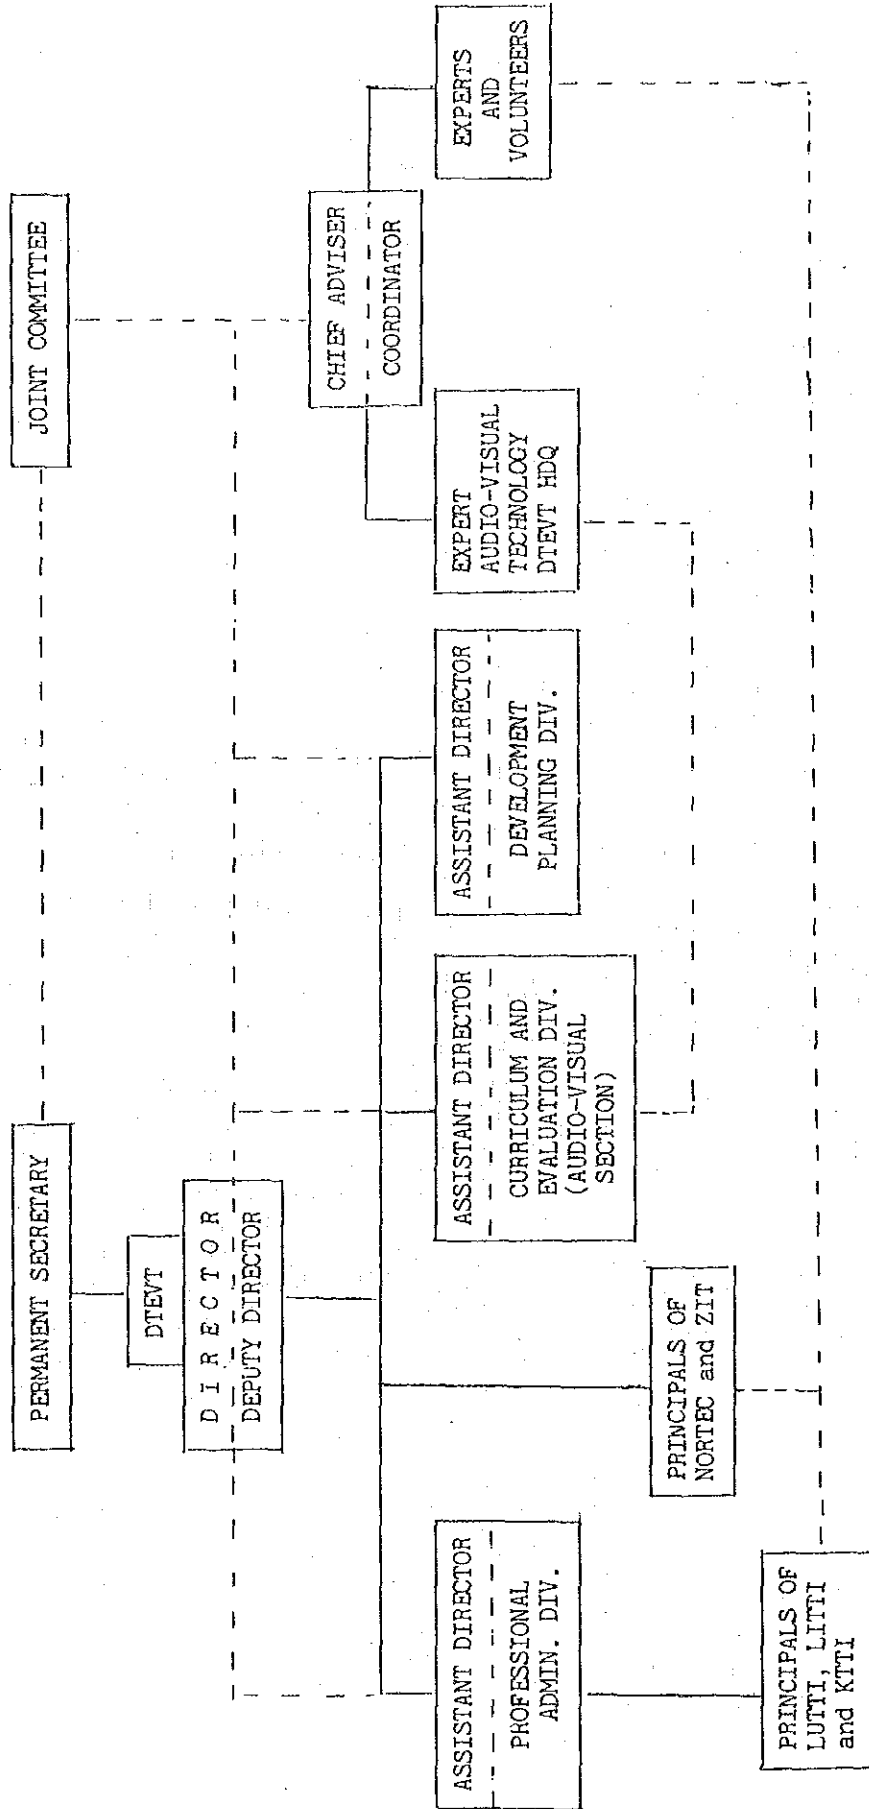 PERMANENT SECRETARY
JOINT COMMITTEE
DTEVT
D I R E C T O R
DEPUTY DIRECTOR
CHIEF ADVISER
COORDINATOR
ASSISTANT DIRECTOR
PROFESSIONAL
ADMIN. DIV.
ASSISTANT DIRECTOR
CURRICULUM AND
EVALUATION DIV.
(AUDIO-VISUAL
SECTION)
ASSISTANT DIRECTOR
DEVELOPMENT
PLANNING DIV.
EXPERT
AUDIO-VISUAL
TECHNOLOGY
DTEVT HDQ
EXPERTS
AND
VOLUNTEERS
PRINCIPALS OF
NORTEC and ZIT
PRINCIPALS OF
LUTTI, LITTI
and KTTI